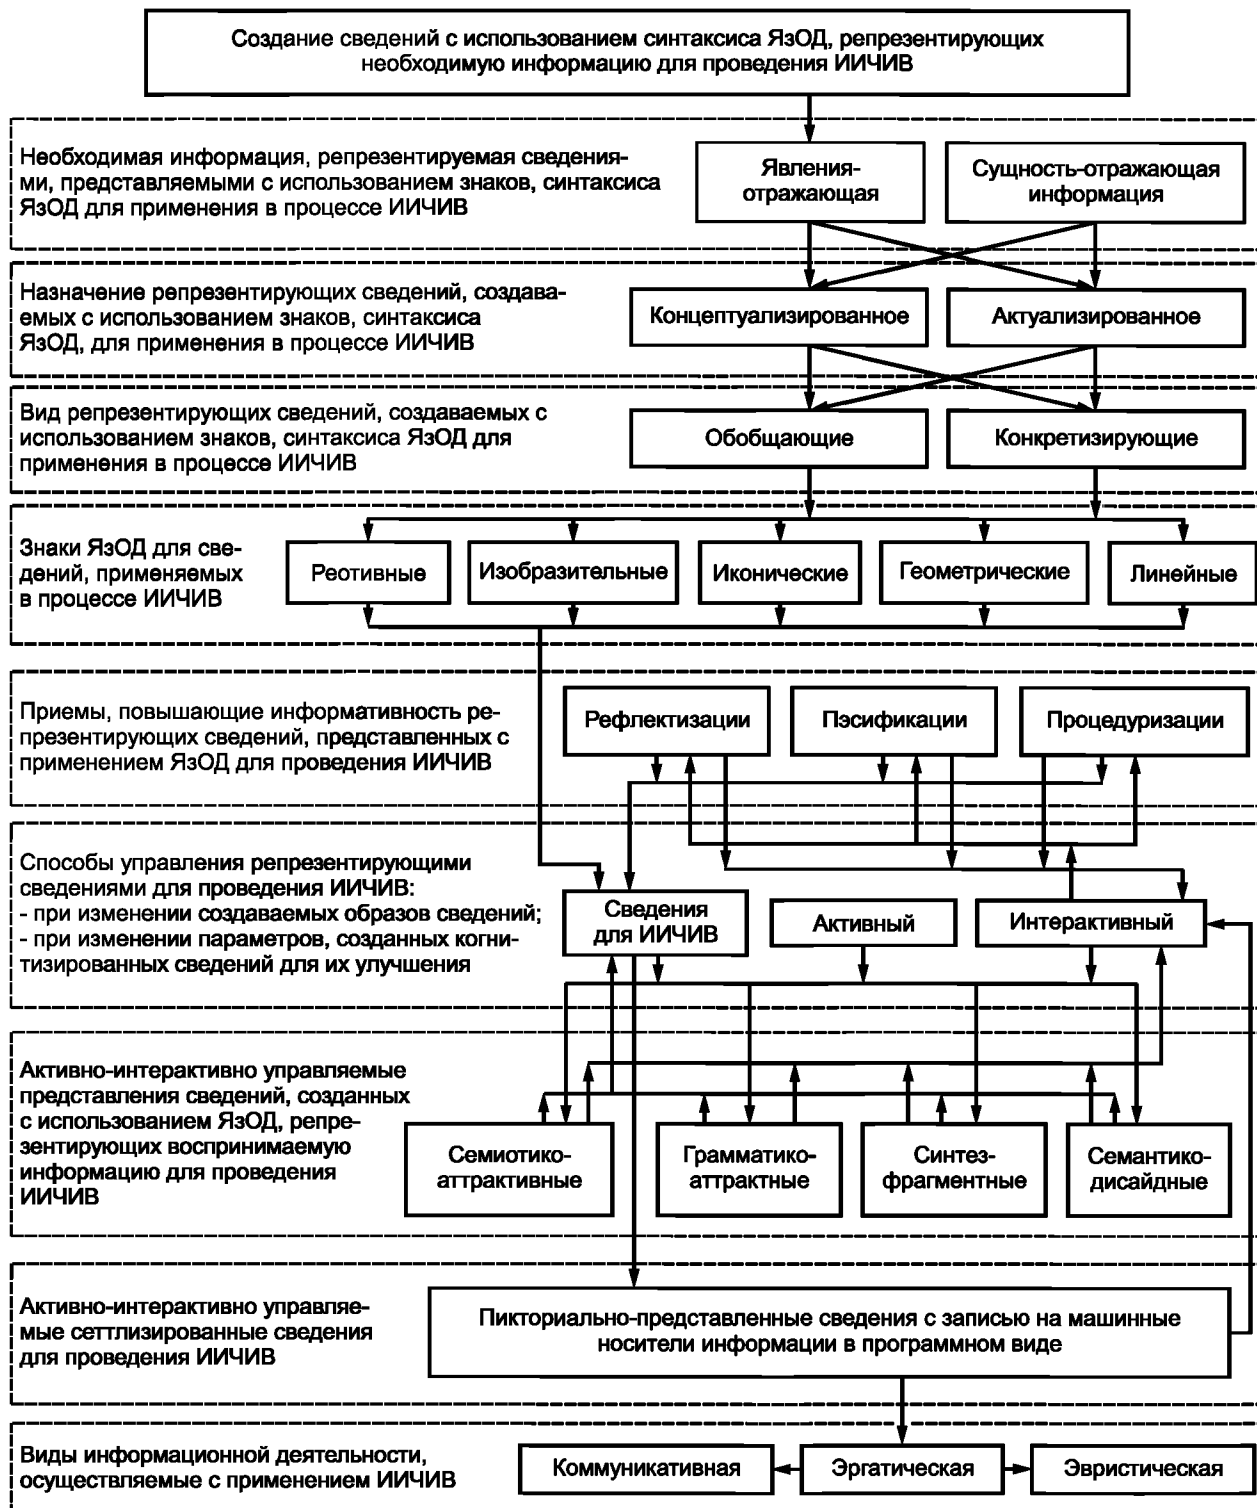 Создание сведений с использованием синтаксиса ЯзОД, репрезентирующих
необходимую информацию для проведения ИИЧИВ
Необходимая информация, репрезентируемая сведения-
ми, представляемыми с использованием знаков, синтаксиса
ЯзОД для применения в процессе ИИЧИВ
Явления-
отражающая
Сущность-отражающая
информация
Назначение репрезентирующих сведений, создава-
емых с использованием знаков, синтаксиса
ЯзОД, для применения в процессе ИИЧИВ
Концептуализированное
Актуализированное
Вид репрезентирующих сведений, создаваемых с
использованием знаков, синтаксиса ЯзОД для
применения в процессе ИИЧИВ
Обобщающие
Конкретизирующие
Знаки ЯзОД для све-
дений, применяемых
в процессе ИИЧИВ
Реотивные
Изобразительные
Иконические
Геометрические
Линейные
Приемы, повышающие информативность ре-
презентирующих сведений, представленных с
применением ЯзОД для проведения ИИЧИВ
Рефлектизации
Пэсификации
Процедуризации
Способы управления репрезентирующими
сведениями для проведения ИИЧИВ:
- при изменении создаваемых образов сведений;
- при изменении параметров, созданных когни-
тизированных сведений для их улучшения
Сведения
для ИИЧИВ
Активный
Интерактивный
Активно-интерактивно управляемые
представления сведений, созданных
с использованием ЯзОД, репре-
зентирующих воспринимаемую
информацию для проведения
ИИЧИВ
Семиотико-
аттрактивные
Грамматико-
аттрактные
Синтез-
фрагментные
Семантико-
дисайдные
Активно-интерактивно управляе-
мые сеттлизированные сведения
для проведения ИИЧИВ
Пикториально-представленные сведения с записью на машинные
носители информации в программном виде
Виды информационной деятельности,
осуществляемые с применением ИИЧИВ
Коммуникативная
Эргатическая
Эвристическая